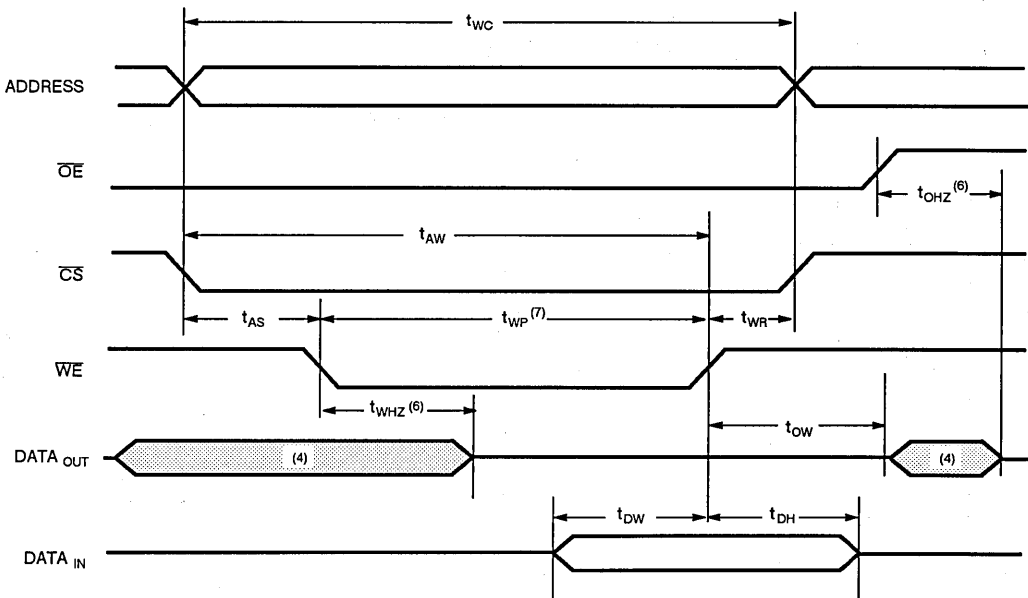 tWC
ADDRESS
OE
tOHZ (6)
tAW
CS
tAS
tWP (7)
tWR
WE
tWHZ (6)
tOW
DATA OUT
(4)
(4)
tDW
tDH
DATA IN